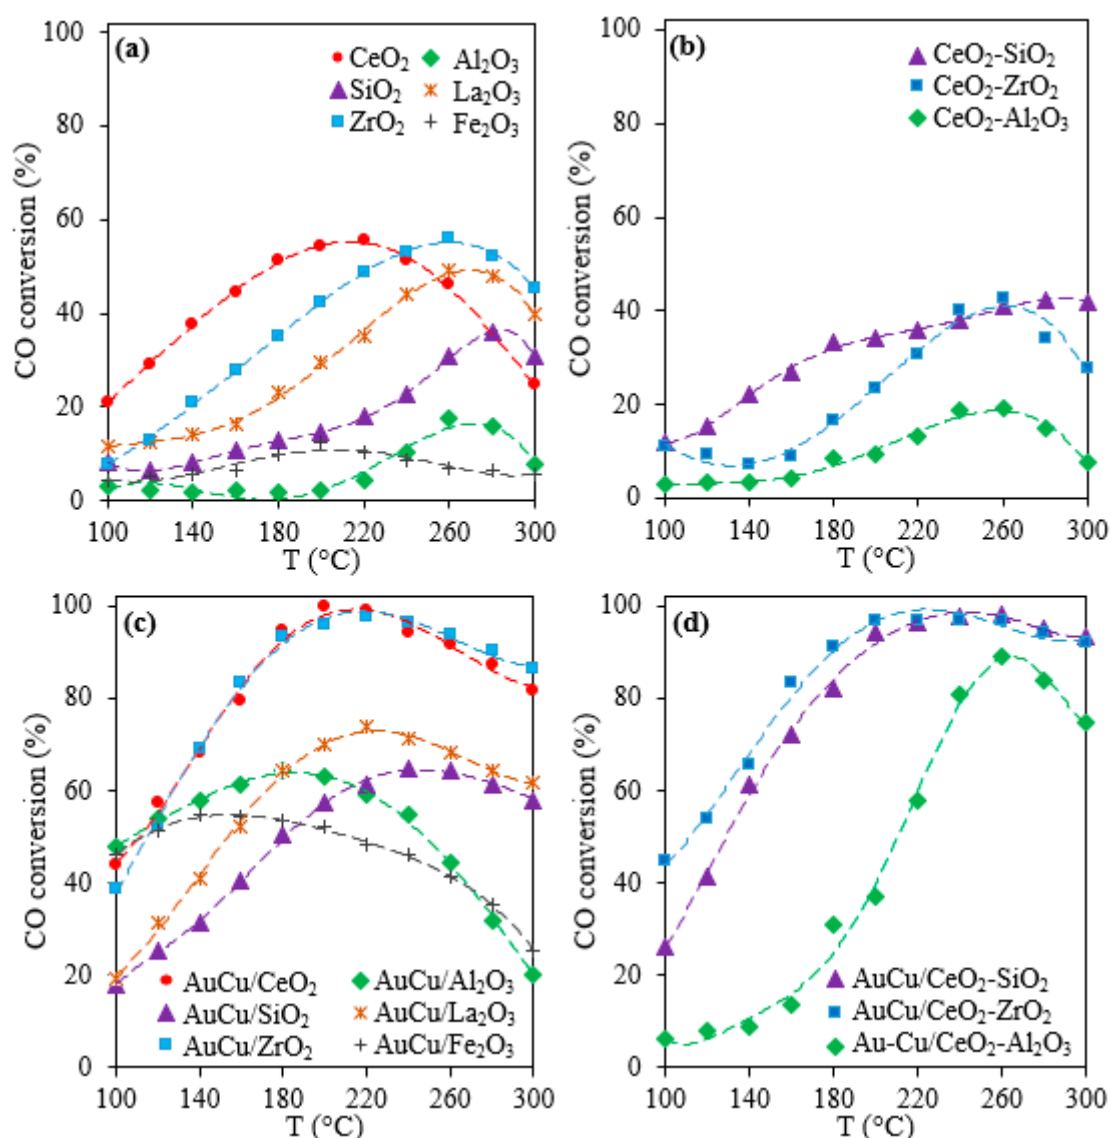 (a)
CeO₂ Al₂O₃
SiO₂ La₂O₃
ZrO₂ Fe₂O₃
CO conversion (%)
100
80
60
40
20
0
100 140 180 220 260 300
T (°C)
(b)
CeO₂-SiO₂
CeO₂-ZrO₂
CeO₂-Al₂O₃
CO conversion (%)
100
80
60
40
20
0
100 140 180 220 260 300
T (°C)
(c)
AuCu/CeO₂ AuCu/Al₂O₃
AuCu/SiO₂ AuCu/La₂O₃
AuCu/ZrO₂ AuCu/Fe₂O₃
CO conversion (%)
100
80
60
40
20
0
100 140 180 220 260 300
T (°C)
(d)
AuCu/CeO₂-SiO₂
AuCu/CeO₂-ZrO₂
Au-Cu/CeO₂-Al₂O₃
CO conversion (%)
100
80
60
40
20
0
100 140 180 220 260 300
T (°C)